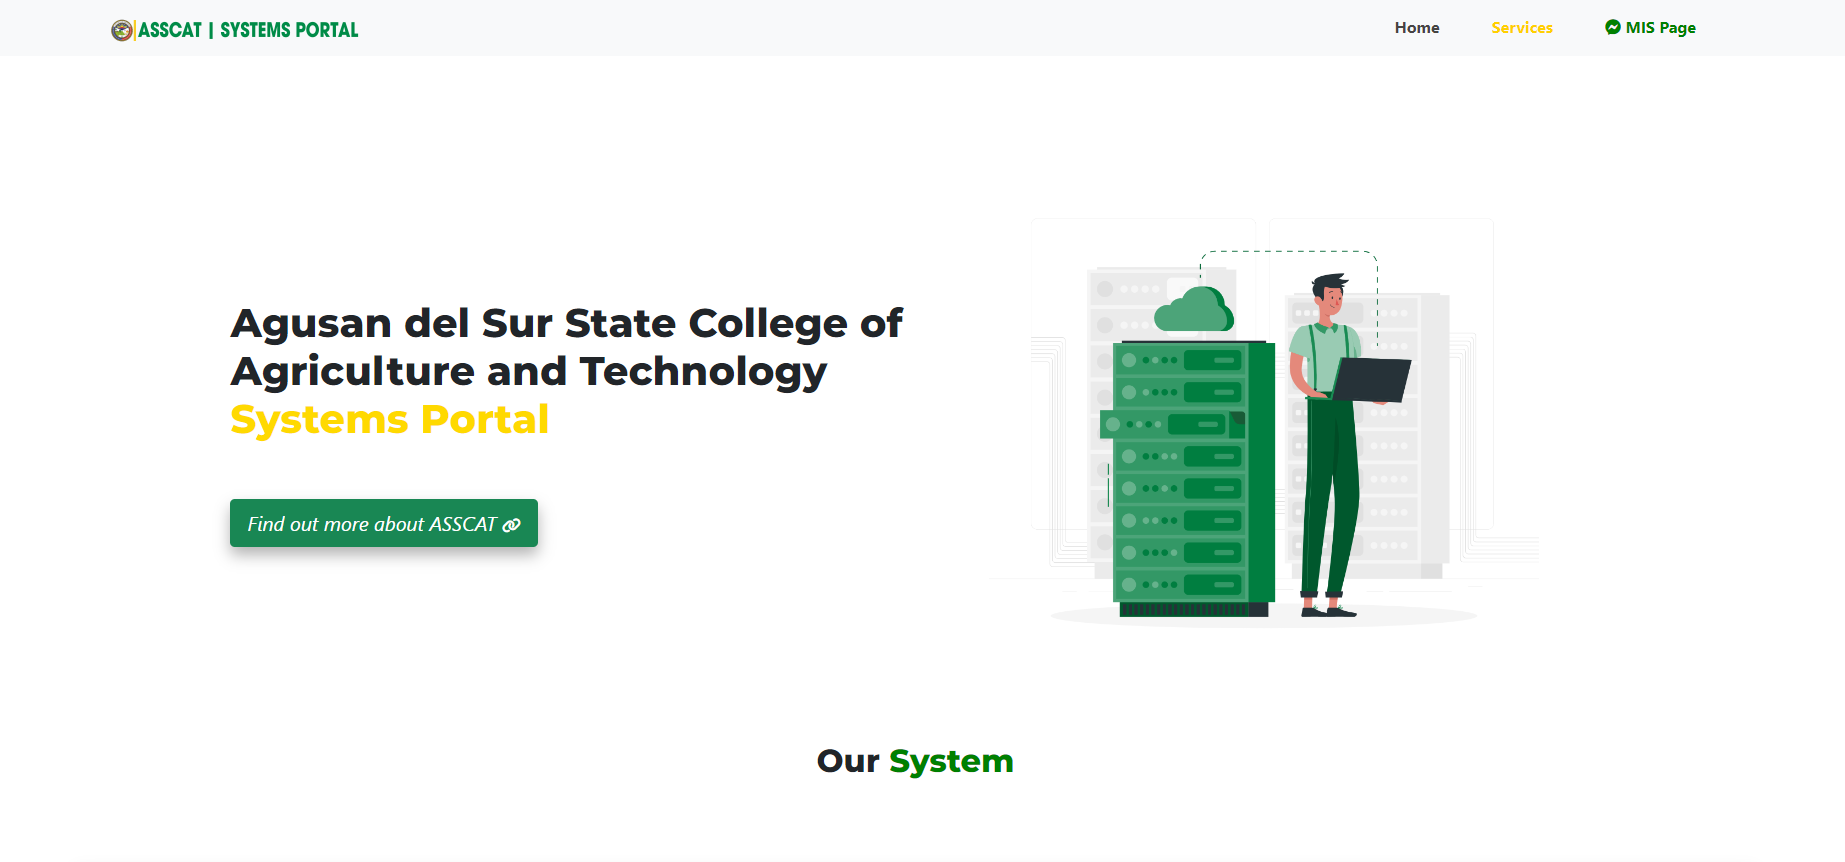 ASSCAT | SYSTEMS PORTAL
Home
Services
MIS Page
Agusan del Sur State College of
Agriculture and Technology
Systems Portal
Find out more about ASSCAT
Our System